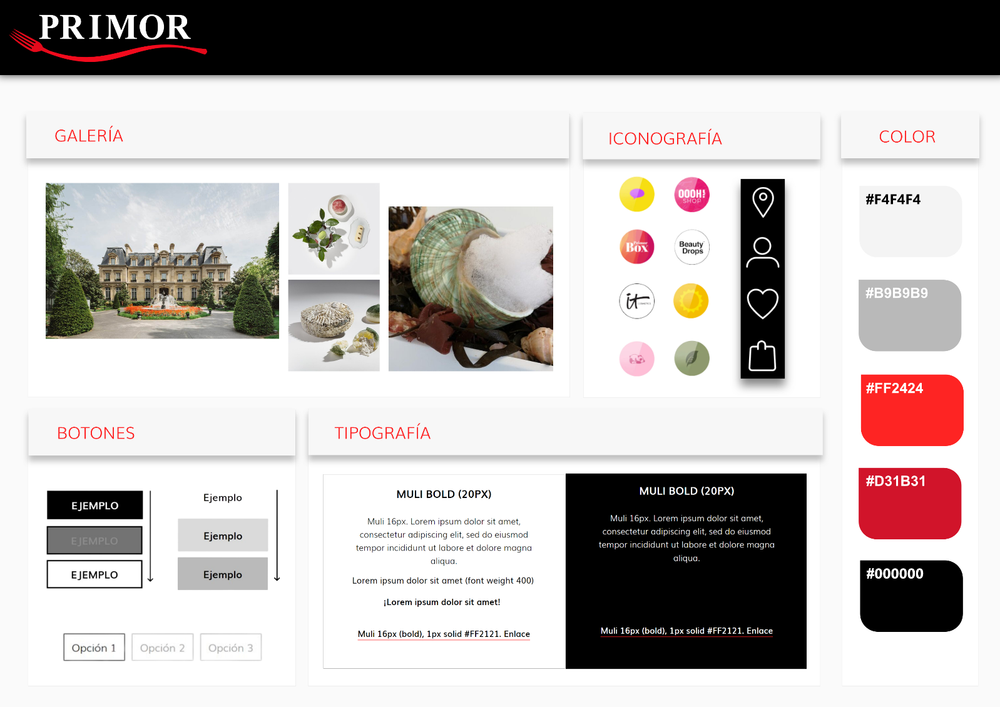 PRIMOR
GALERÍA
ICONOGRAFÍA
OOOH!
SHOP
Primor
BOX
Beauty
Drops
it
COLOR
#F4F4F4
#B9B9B9
#FF2424
#D31B31
#000000
BOTONES
EJEMPLO
EJEMPLO
EJEMPLO
Ejemplo
Ejemplo
Ejemplo
Opción 1
Opción 2
Opción 3
TIPOGRAFÍA
MULI BOLD (20PX)
Muli 16px. Lorem ipsum dolor sit amet,
consectetur adipiscing elit, sed do eiusmod
tempor incididunt ut labore et dolore magna
aliqua.
Lorem ipsum dolor sit amet (font weight 400)
¡Lorem ipsum dolor sit amet!
Muli 16px (bold), 1px solid #FF2121. Enlace
MULI BOLD (20PX)
Muli 16px. Lorem ipsum dolor sit amet,
consectetur adipiscing elit, sed do eiusmod
tempor incididunt ut labore et dolore magna
aliqua.
Muli 16px (bold), 1px solid #FF2121. Enlace